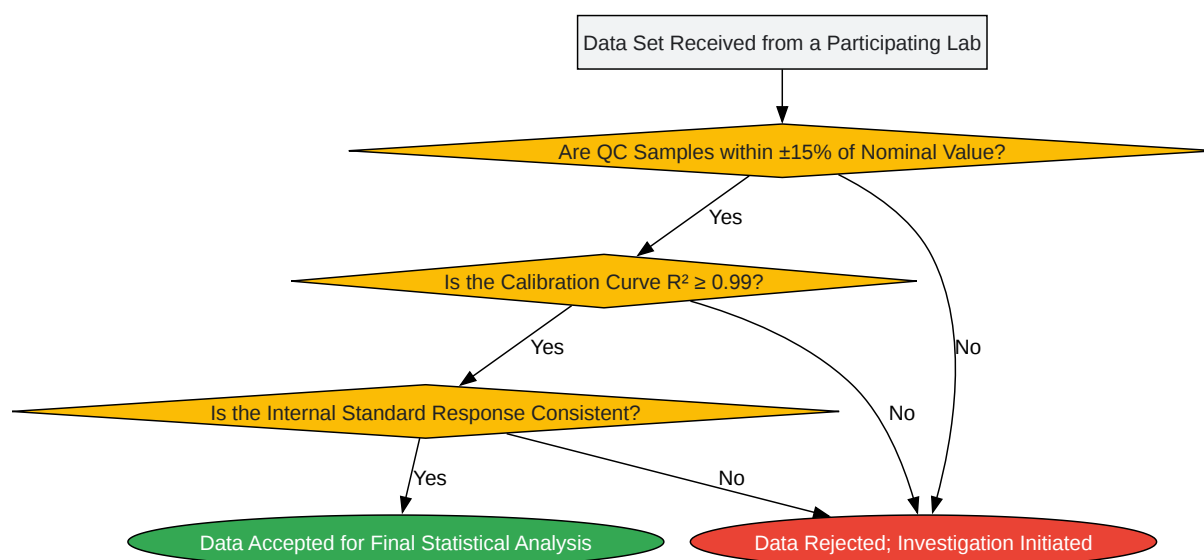 Data Set Received from a Participating Lab
Are QC Samples within ±15% of Nominal Value?
Yes
Is the Calibration Curve R² ≥ 0.99?
Yes
No
Is the Internal Standard Response Consistent?
No
Yes
No
Data Accepted for Final Statistical Analysis
Data Rejected; Investigation Initiated